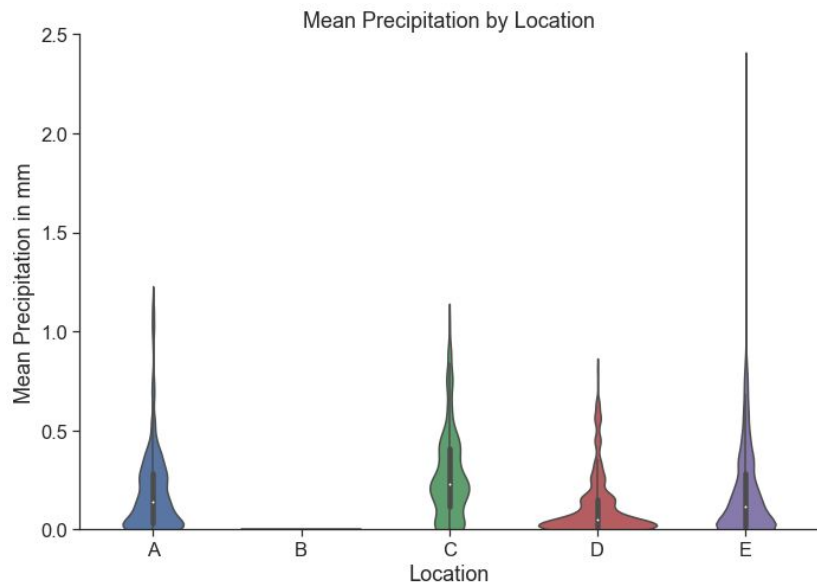 Mean Precipitation by Location
Mean Precipitation in mm
2.5
2.0
1.5
1.0
0.5
0.0
A B C D E
Location